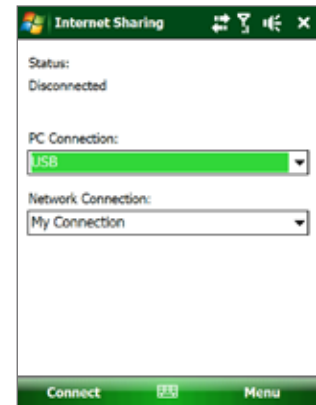 Internet Sharing
Status:
Disconnected
PC Connection:
USB
Network Connection:
My Connection
Connect Menu